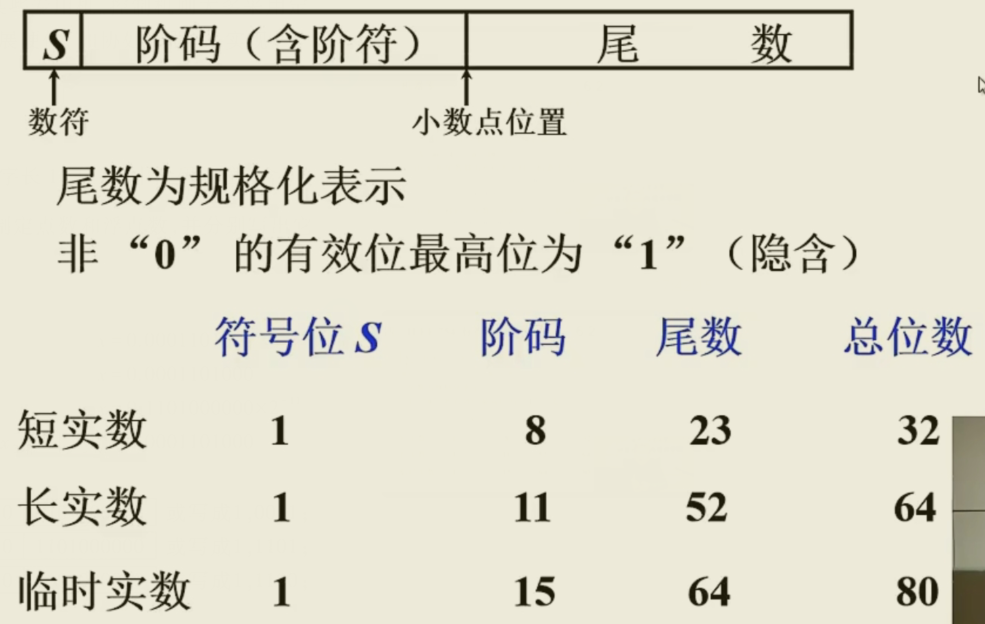 S 阶码（含阶符） 尾 数
数符 小数点位置
尾数为规格化表示
非“0”的有效位最高位为“1”（隐含）
符号位 S 阶码 尾数 总位数
短实数 1 8 23 32
长实数 1 11 52 64
临时实数 1 15 64 80